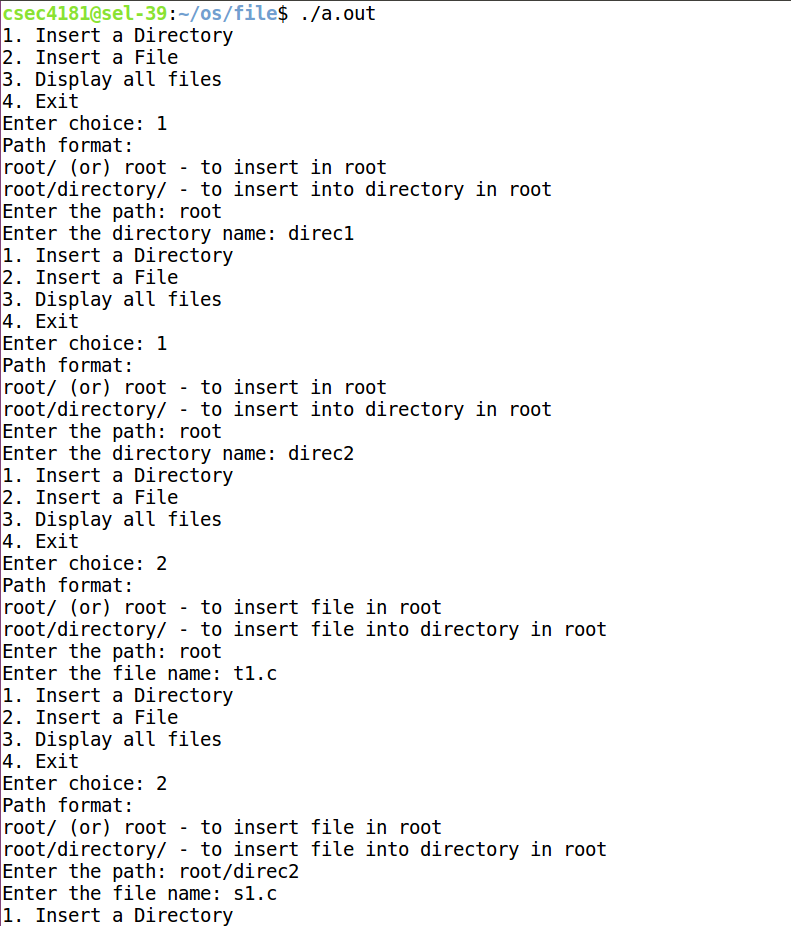 csec4181@sel-39:~/os/file$ ./a.out
1. Insert a Directory
2. Insert a File
3. Display all files
4. Exit
Enter choice: 1
Path format:
root/ (or) root - to insert in root
root/directory/ - to insert into directory in root
Enter the path: root
Enter the directory name: direc1
1. Insert a Directory
2. Insert a File
3. Display all files
4. Exit
Enter choice: 1
Path format:
root/ (or) root - to insert in root
root/directory/ - to insert into directory in root
Enter the path: root
Enter the directory name: direc2
1. Insert a Directory
2. Insert a File
3. Display all files
4. Exit
Enter choice: 2
Path format:
root/ (or) root - to insert file in root
root/directory/ - to insert file into directory in root
Enter the path: root
Enter the file name: t1.c
1. Insert a Directory
2. Insert a File
3. Display all files
4. Exit
Enter choice: 2
Path format:
root/ (or) root - to insert file in root
root/directory/ - to insert file into directory in root
Enter the path: root/direc2
Enter the file name: s1.c
1. Insert a Directory